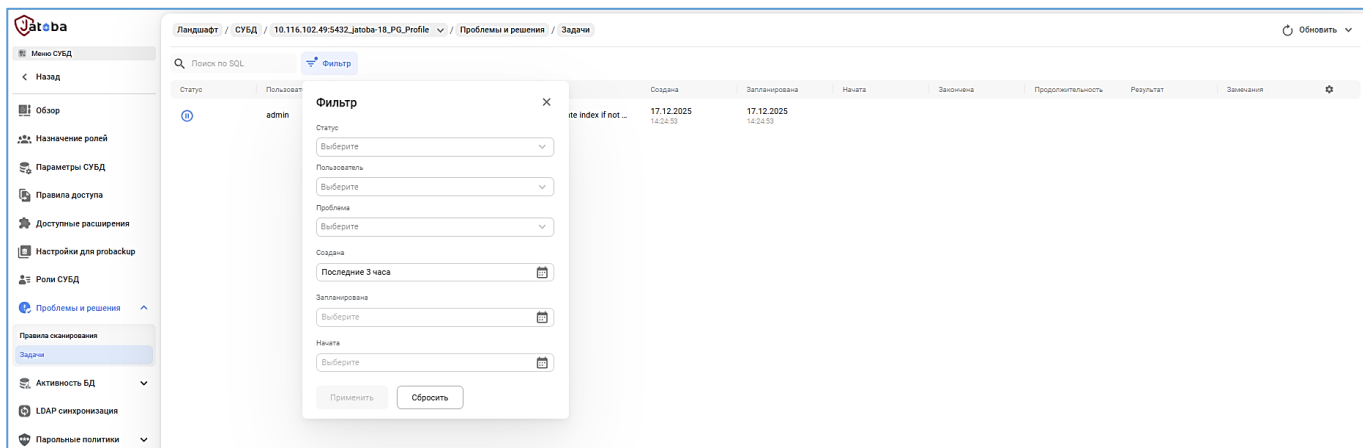 Jatoba
Ландшафт / СУБД / 10.116.102.49:5432_jatoba-18_PG_Profile / Проблемы и решения / Задачи
Обновить
Меню СУБД
Назад
Обзор
Назначение ролей
Параметры СУБД
Правила доступа
Доступные расширения
Настройки для probackup
Роли СУБД
Проблемы и решения
Правила сканирования
Задачи
Активность БД
LDAP синхронизация
Парольные политики
Поиск по SQL
Фильтр
Статус Пользоват Создана Запланирована Начата Закончена Продолжительность Результат Замечания
admin te index if not ... 17.12.2025 17.12.2025
14:24:53 14:24:53
Фильтр
Статус
Выберите
Пользователь
Выберите
Проблема
Выберите
Создана
Последние 3 часа
Запланирована
Выберите
Начата
Выберите
Применить Сбросить